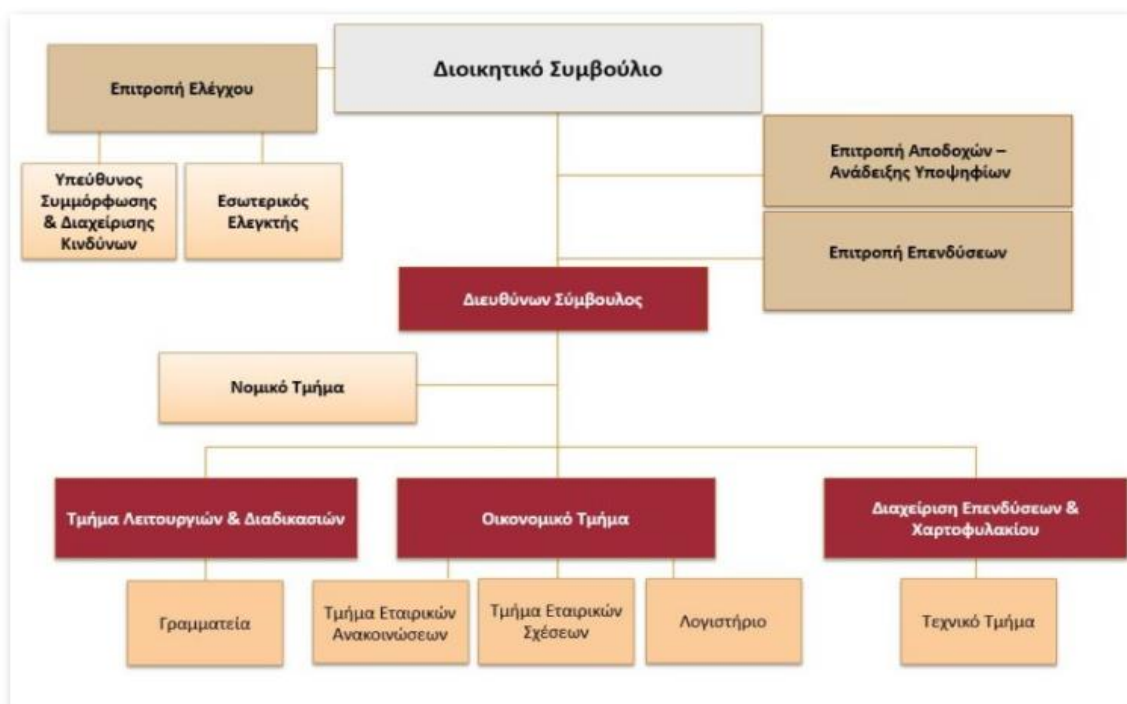 Διοικητικό Συμβούλιο
Επιτροπή Ελέγχου
Επιτροπή Αποδοχών –
Ανάδειξης Υποψηφίων
Υπεύθυνος
Συμμόρφωσης
& Διαχείρισης
Κινδύνων
Εσωτερικός
Ελεγκτής
Επιτροπή Επενδύσεων
Διευθύνων Σύμβουλος
Νομικό Τμήμα
Τμήμα Λειτουργιών & Διαδικασιών
Οικονομικό Τμήμα
Διαχείριση Επενδύσεων &
Χαρτοφυλακίου
Γραμματεία
Τμήμα Εταιρικών
Ανακοινώσεων
Τμήμα Εταιρικών
Σχέσεων
Λογιστήριο
Τεχνικό Τμήμα